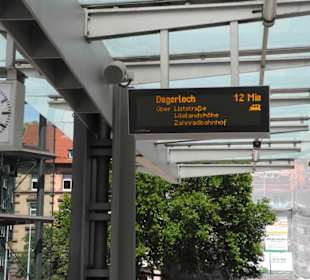 Degerloch 12 Min
über Liststraße
Wielandshöhe
Zahnradbahnhof